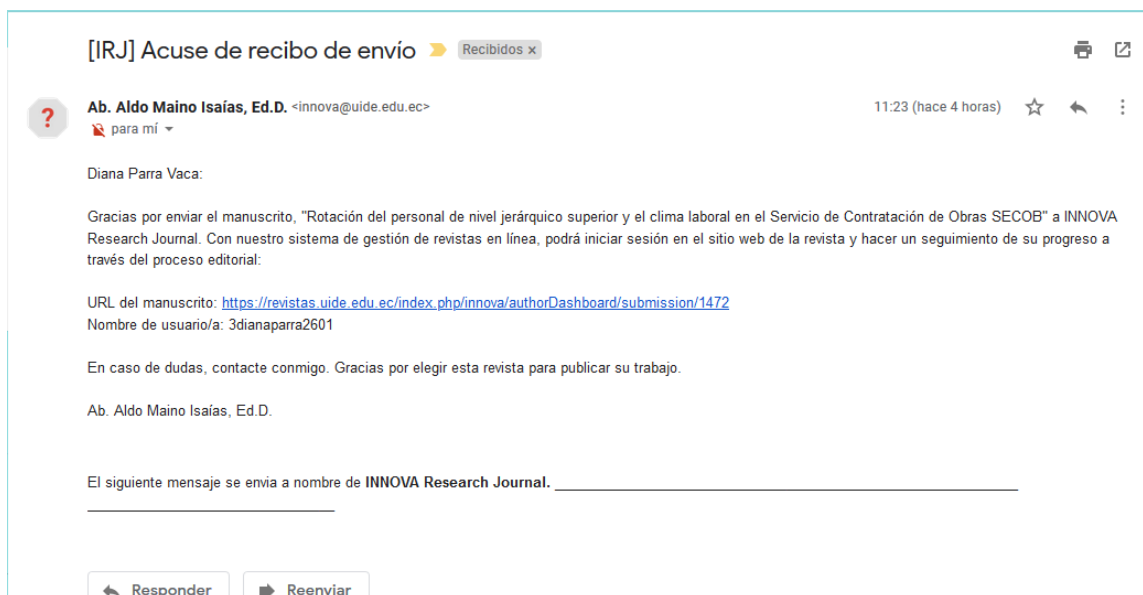 [IRJ] Acuse de recibo de envío Recibidos x
Ab. Aldo Maino Isaías, Ed.D. <innova@uide.edu.ec> 11:23 (hace 4 horas)
?
para mí
Diana Parra Vaca:
Gracias por enviar el manuscrito, "Rotación del personal de nivel jerárquico superior y el clima laboral en el Servicio de Contratación de Obras SECOB" a INNOVA
Research Journal. Con nuestro sistema de gestión de revistas en línea, podrá iniciar sesión en el sitio web de la revista y hacer un seguimiento de su progreso a
través del proceso editorial:
URL del manuscrito: https://revistas.uide.edu.ec/index.php/innova/authorDashboard/submission/1472
Nombre de usuario/a: 3dianaparra2601
En caso de dudas, contacte conmigo. Gracias por elegir esta revista para publicar su trabajo.
Ab. Aldo Maino Isaías, Ed.D.
El siguiente mensaje se envia a nombre de INNOVA Research Journal.
Responder Reenviar